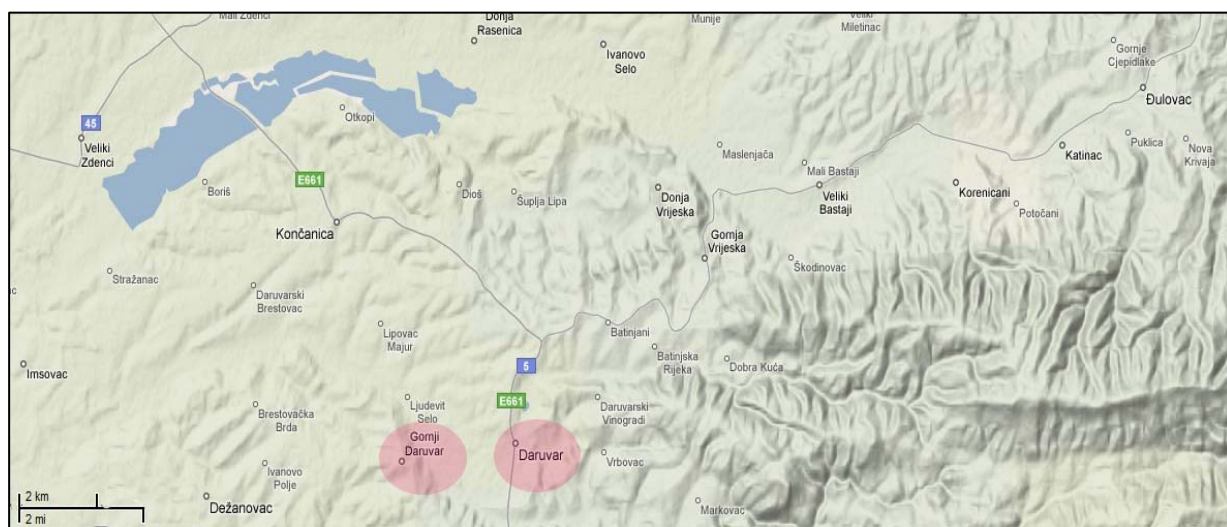 Mali Zdenci
Donja
Rasenica
Munije
Veliki
Miletinac
Ivanovo
Selo
Gornje
Cjepidlake
Đulovac
45
Veliki
Zdenci
Otkopi
Maslenjača
Katinac
Puklica
Nova
Krivaja
E661
Boriš
Dioš
Šuplja Lipa
Donja
Vrijeska
Mali Bastaji
Veliki
Bastaji
Korenicani
Potočani
Končanica
Gornja
Vrijeska
Škodinovac
Stražanac
Daruvarski
Brestovac
Lipovac
Majur
Batinjani
Batinjska
Rijeka
Dobra Kuća
Imsovac
5
E661
Brestovačka
Brda
Ljudevit
Selo
Daruvarski
Vinogradi
Gornji
Daruvar
Daruvar
Vrbovac
Ivanovo
Polje
Dežanovac
Markovac
2 km
2 mi